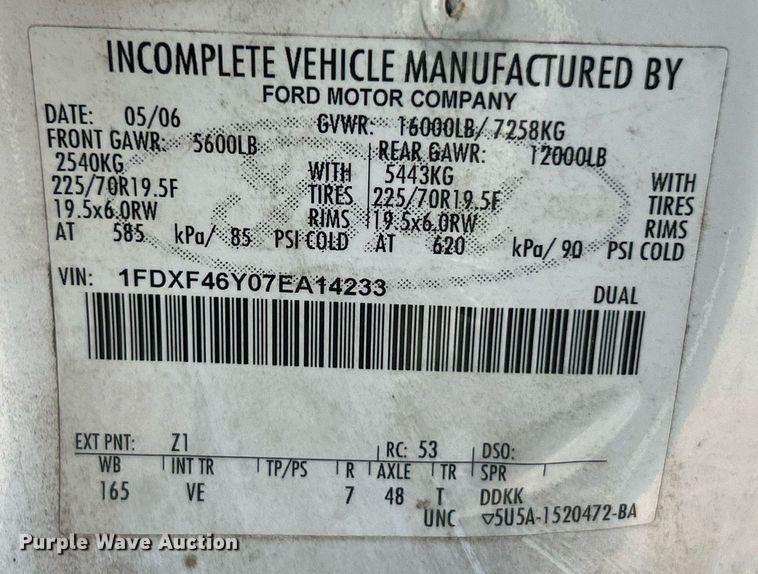 INCOMPLETE VEHICLE MANUFACTURED BY
FORD MOTOR COMPANY
DATE: 05/06 GVWR: 16000LB/ 7258KG
FRONT GAWR: 5600LB REAR GAWR: 12000LB
2540KG WITH 5443KG WITH
225/70R19.5F TIRES 225/70R19.5F TIRES
19.5x6.0RW RIMS 19.5x6.0RW RIMS
AT 585 kPa/ 85 PSI COLD AT 620 kPa/ 90 PSI COLD
VIN: 1FDXF46Y07EA14233 DUAL
EXT PNT: Z1 RC: 53 DSO:
WB INT TR TP/PS R AXLE TR SPR
165 VE 7 48 T DDKK
UNC ▽5U5A-1520472-BA
Purple Wave Auction